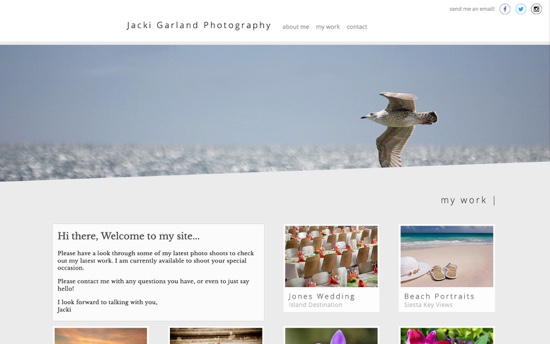 send me an email!
Jacki Garland Photography
about me
my work
contact
my work |
Hi there, Welcome to my site...
Please have a look through some of my latest photo shoots to check
out my latest work. I am currently available to shoot your special
occasion.
Please contact me with any questions you have, or even to just say
hello!
I look forward to talking with you,
Jacki
Jones Wedding
Island Destination
Beach Portraits
Siesta Key Views